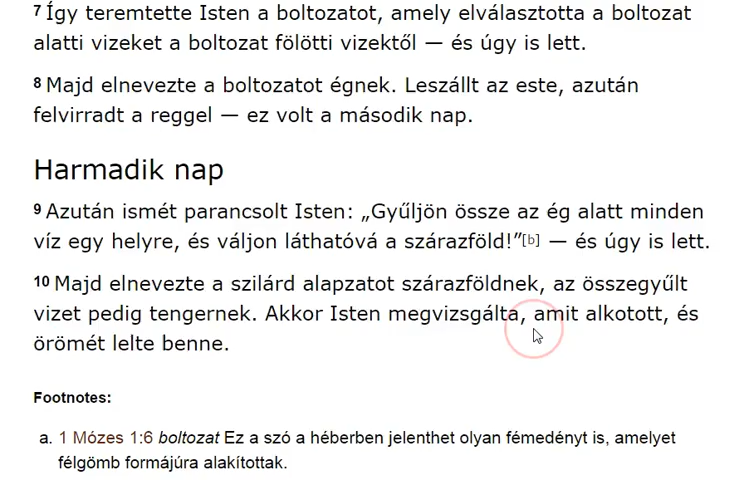 7 Így teremtette Isten a boltozatot, amely elválasztotta a boltozat
alatti vizeket a boltozat fölötti vizektől — és úgy is lett.
8 Majd elnevezte a boltozatot égnek. Leszállt az este, azután
felvirradt a reggel — ez volt a második nap.
Harmadik nap
9 Azután ismét parancsolt Isten: „Gyűljön össze az ég alatt minden
víz egy helyre, és váljon láthatóvá a szárazföld!”[b] — és úgy is lett.
10 Majd elnevezte a szilárd alapzatot szárazföldnek, az összegyűlt
vizet pedig tengernek. Akkor Isten megvizsgálta, amit alkotott, és
örömét lelte benne.
Footnotes:
a. 1 Mózes 1:6 boltozat Ez a szó a héberben jelenthet olyan fémedényt is, amelyet
félgömb formájúra alakítottak.